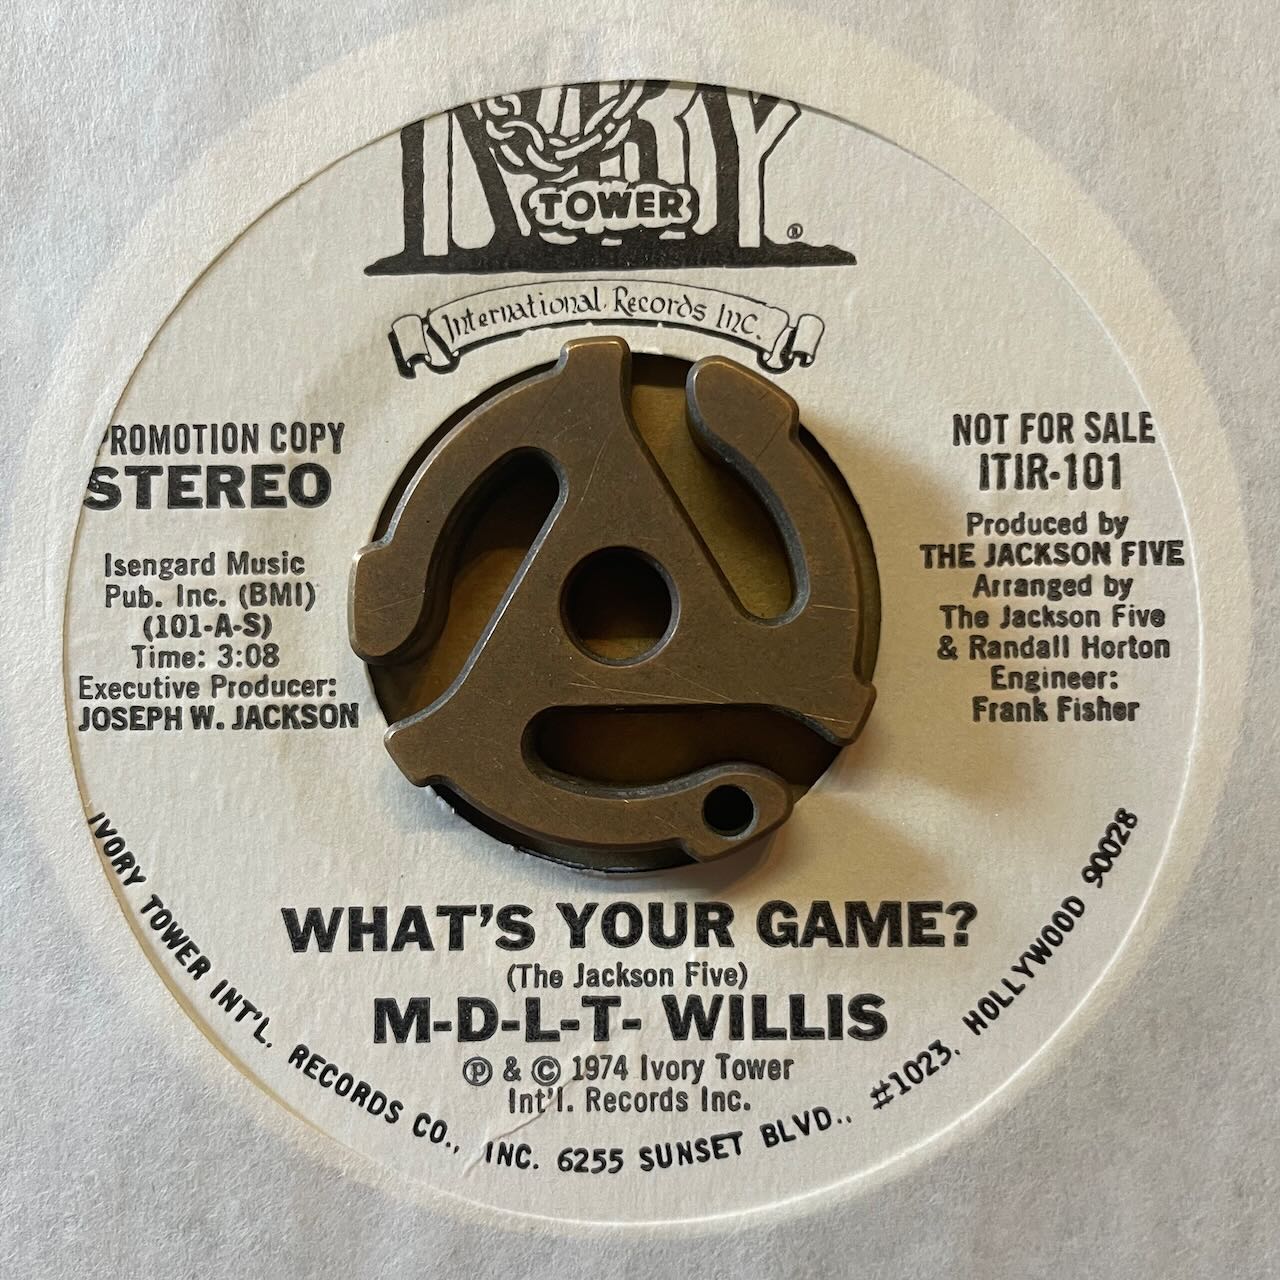 IVORY
TOWER
®
International Records Inc.
PROMOTION COPY
STEREO
Isengard Music
Pub. Inc. (BMI)
(101-A-S)
Time: 3:08
Executive Producer:
JOSEPH W. JACKSON
NOT FOR SALE
ITIR-101
Produced by
THE JACKSON FIVE
Arranged by
The Jackson Five
& Randall Horton
Engineer:
Frank Fisher
WHAT'S YOUR GAME?
(The Jackson Five)
M-D-L-T- WILLIS
℗ & © 1974 Ivory Tower
Int'l. Records Inc.
IVORY TOWER INT'L. RECORDS CO., INC. 6255 SUNSET BLVD., #1023, HOLLYWOOD 90028